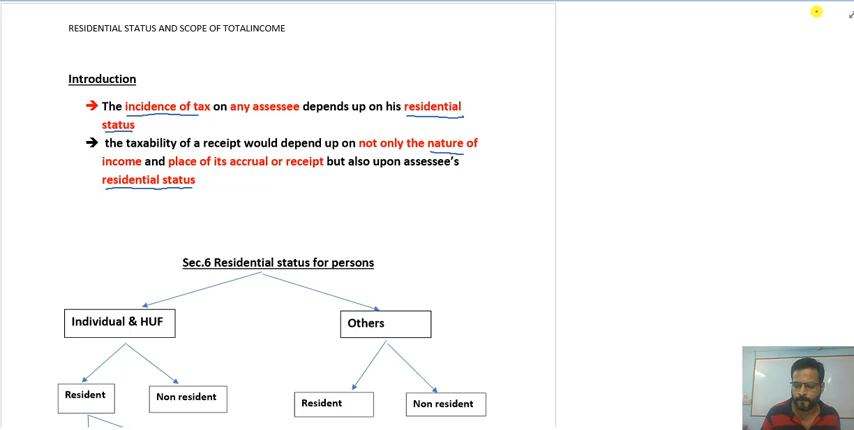 RESIDENTIAL STATUS AND SCOPE OF TOTALINCOME
Introduction
➔ The incidence of tax on any assessee depends up on his residential
status
➔ the taxability of a receipt would depend up on not only the nature of
income and place of its accrual or receipt but also upon assessee’s
residential status
Sec.6 Residential status for persons
Individual & HUF
Others
Resident
Non resident
Resident
Non resident